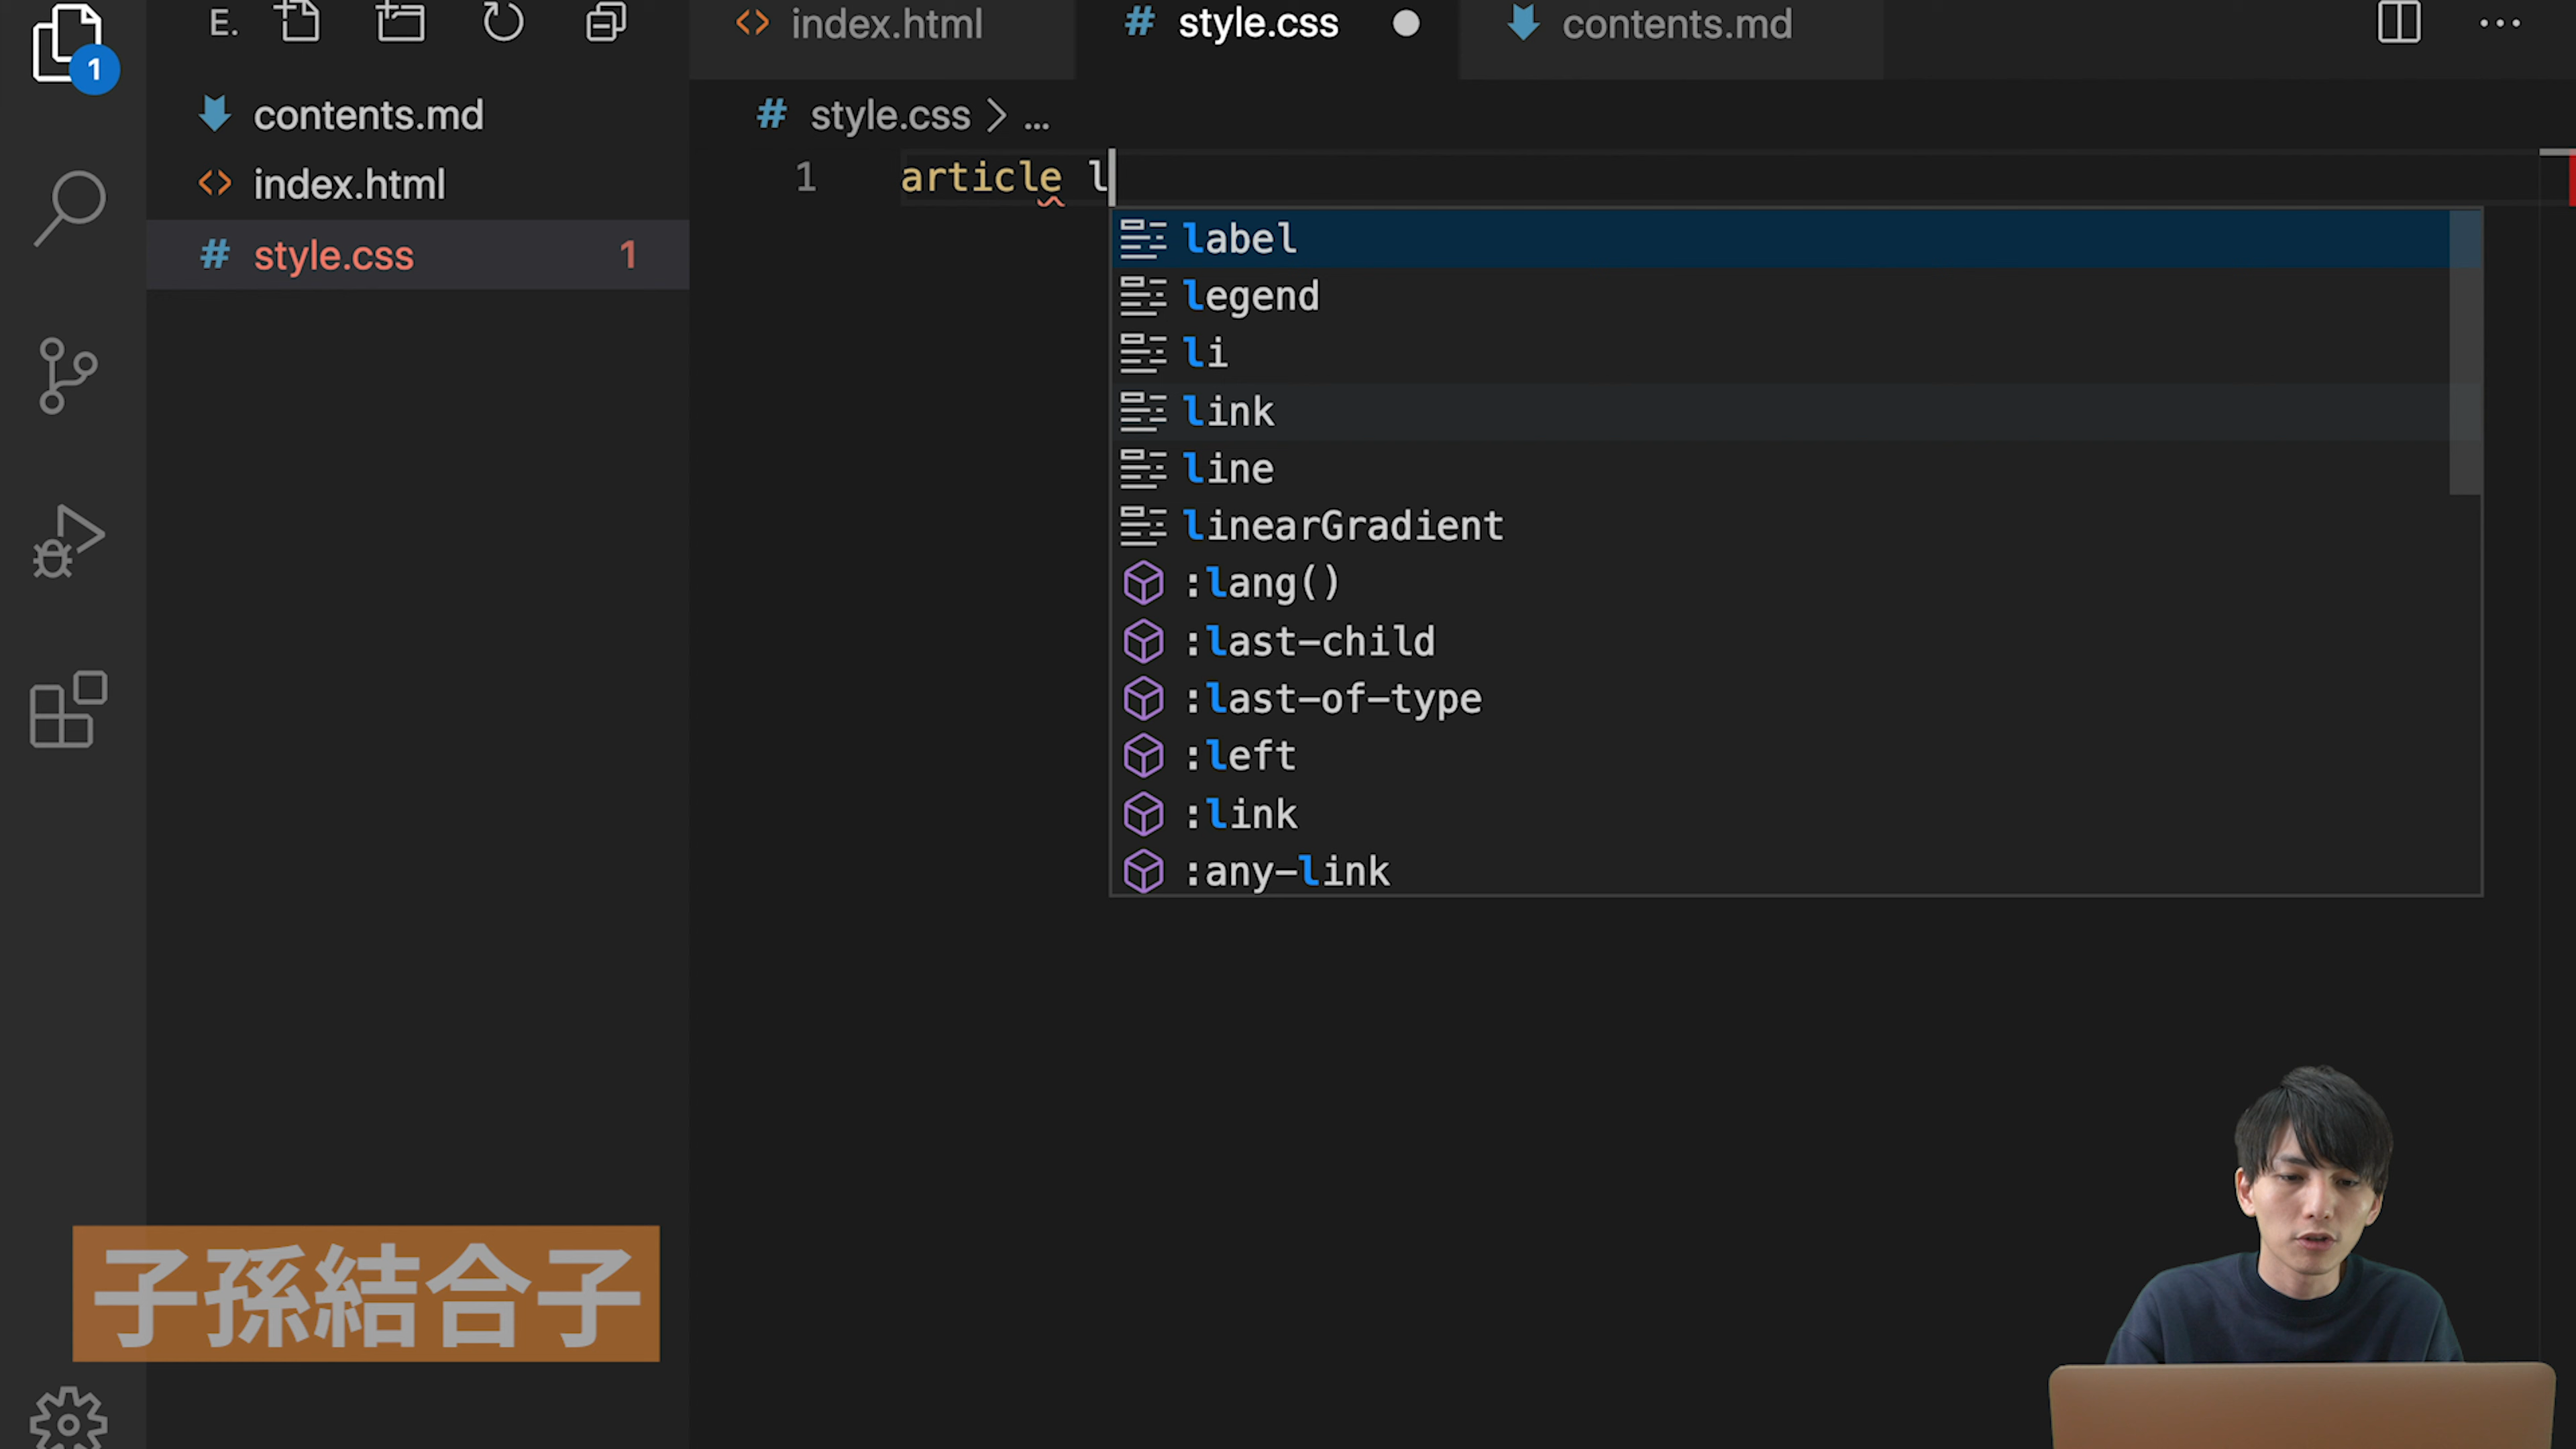 E.
index.html
style.css
contents.md
1
contents.md
style.css > ...
index.html
1 article l
style.css 1
label
legend
li
link
line
linearGradient
:lang()
:last-child
:last-of-type
:left
:link
:any-link
子孫結合子